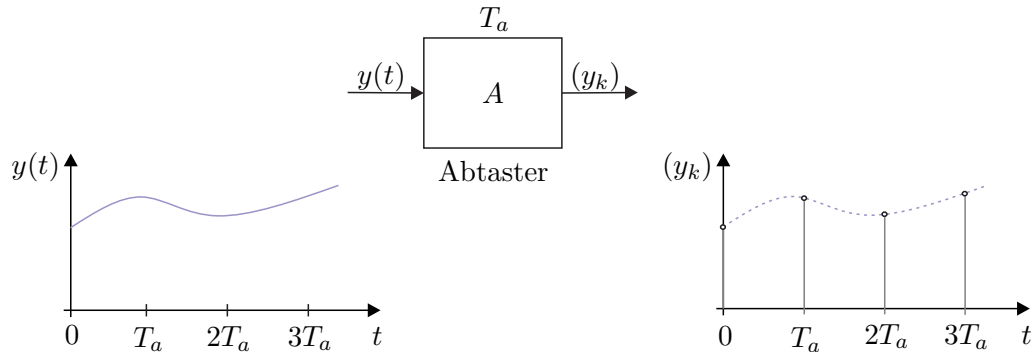 T_a
y(t) A (y_k)
Abtaster
y(t)
0 T_a 2T_a 3T_a t
(y_k)
0 T_a 2T_a 3T_a t